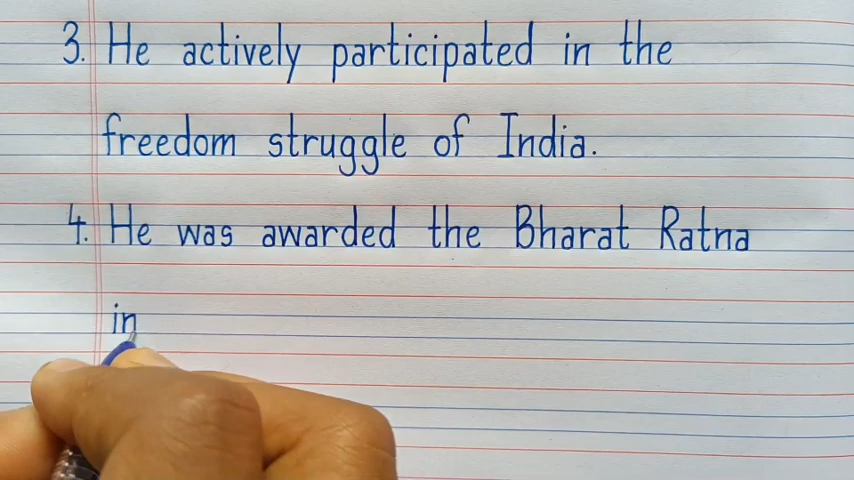 3. He actively participated in the
freedom struggle of India.
4. He was awarded the Bharat Ratna
in